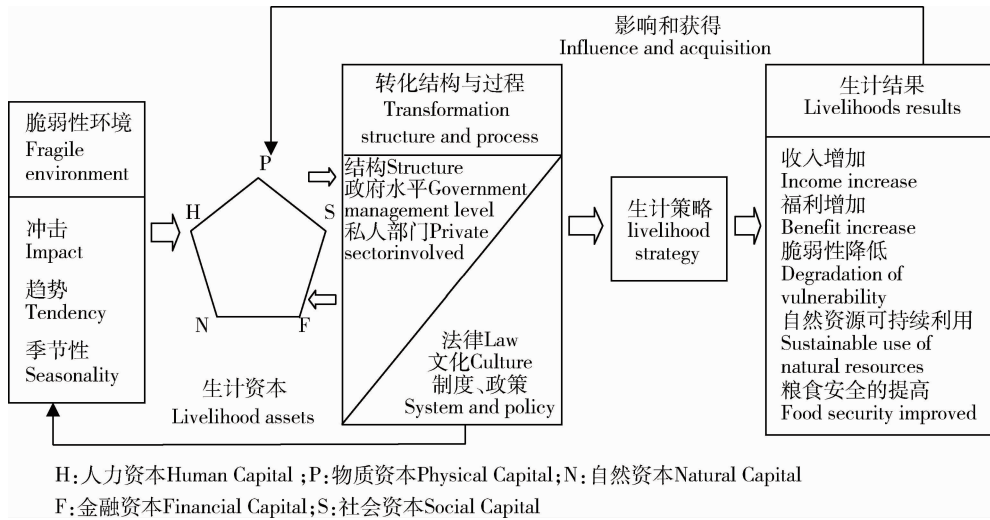 影响和获得
Influence and acquisition
脆弱性环境
Fragile
environment
冲击
Impact
趋势
Tendency
季节性
Seasonality
P
H
S
N
F
生计资本
Livelihood assets
转化结构与过程
Transformation
structure and process
结构Structure
政府水平Government
management level
私人部门Private
sectorinvolved
法律Law
文化Culture
制度、政策
System and policy
生计策略
livelihood
strategy
生计结果
Livelihoods results
收入增加
Income increase
福利增加
Benefit increase
脆弱性降低
Degradation of
vulnerability
自然资源可持续利用
Sustainable use of
natural resources
粮食安全的提高
Food security improved
H:人力资本Human Capital ;P:物质资本Physical Capital;N:自然资本Natural Capital
F:金融资本Financial Capital;S:社会资本Social Capital